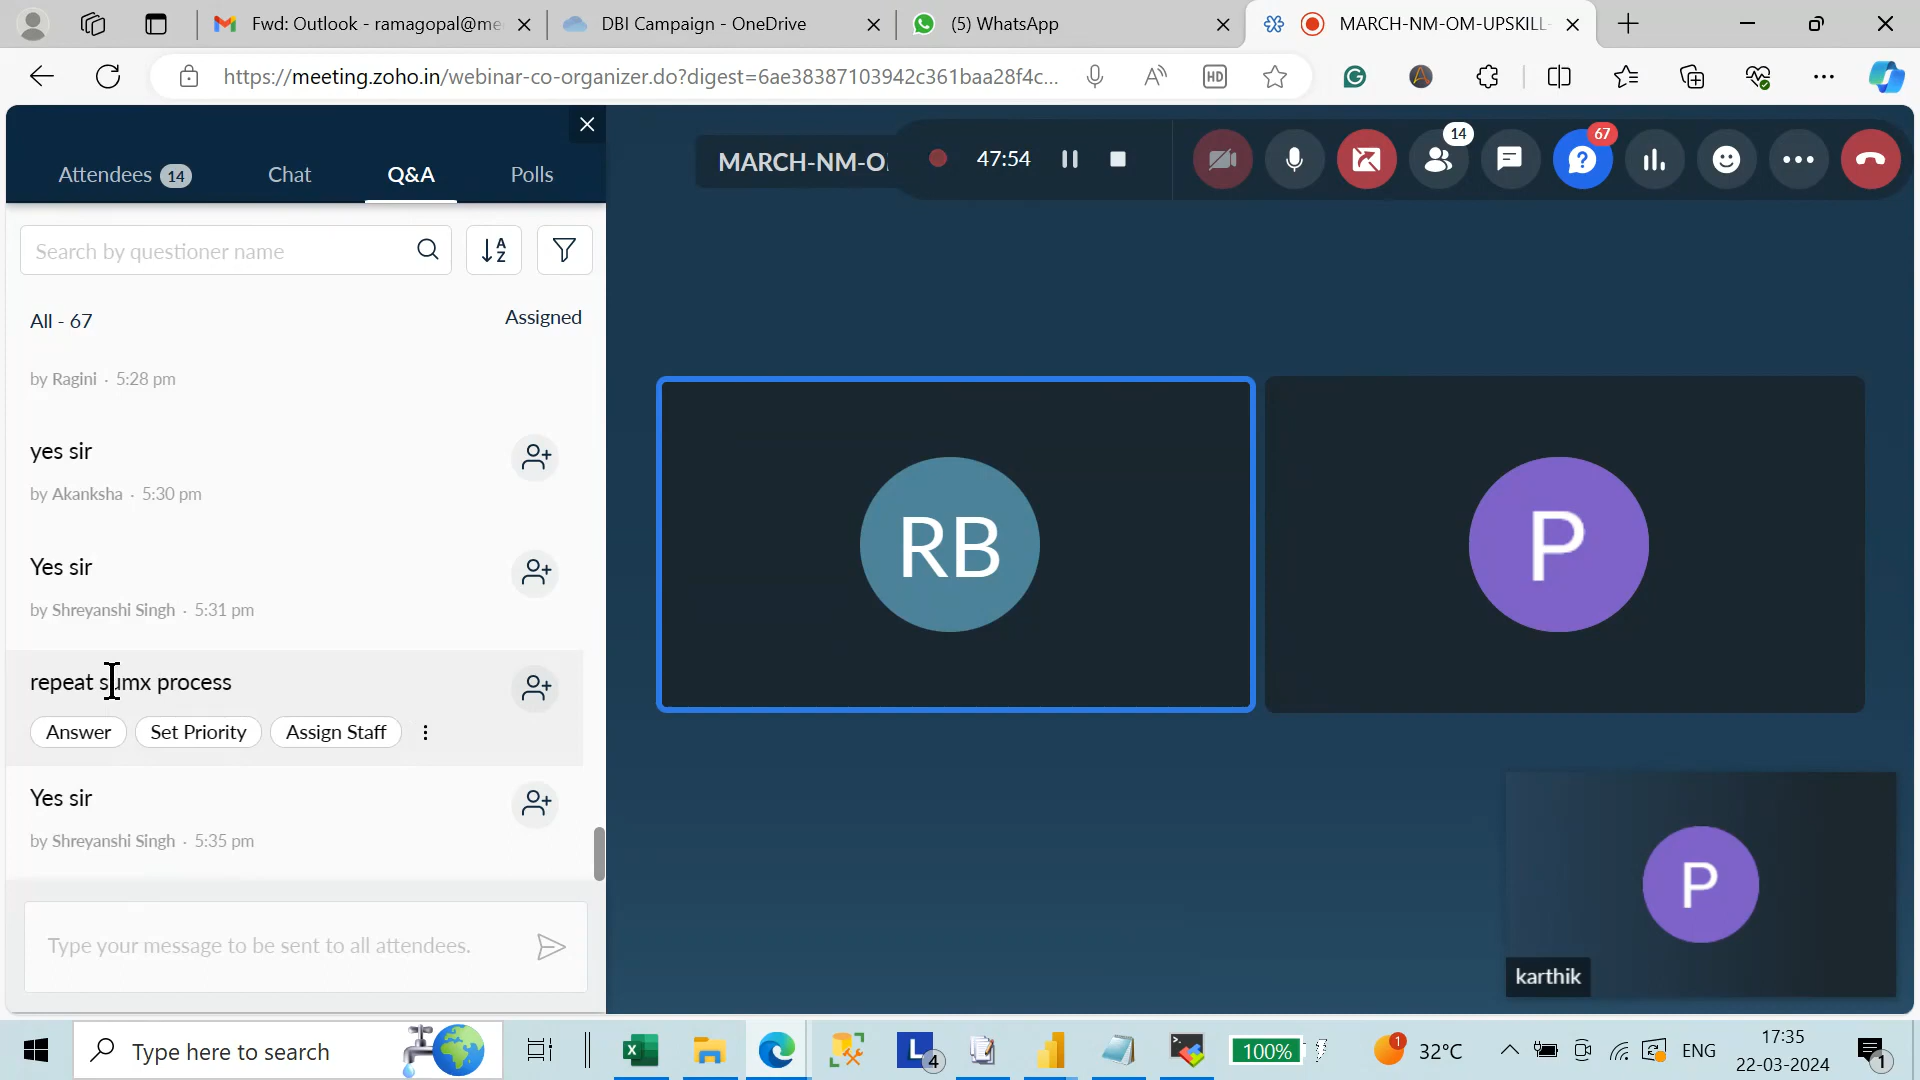 Fwd: Outlook - ramagopal@me
DBI Campaign - OneDrive
(5) WhatsApp
MARCH-NM-OM-UPSKILL-
https://meeting.zoho.in/webinar-co-organizer.do?digest=6ae38387103942c361baa28f4c...
HD
Attendees 14
Chat
Q&A
Polls
MARCH-NM-O
47:54
14
67
Search by questioner name
A
Z
All - 67
Assigned
by Ragini · 5:28 pm
yes sir
by Akanksha · 5:30 pm
Yes sir
by Shreyanshi Singh · 5:31 pm
repeat sumx process
Answer
Set Priority
Assign Staff
Yes sir
by Shreyanshi Singh · 5:35 pm
Type your message to be sent to all attendees.
RB
P
P
karthik
Type here to search
4
100%
1
32°C
ENG
17:35
22-03-2024
1